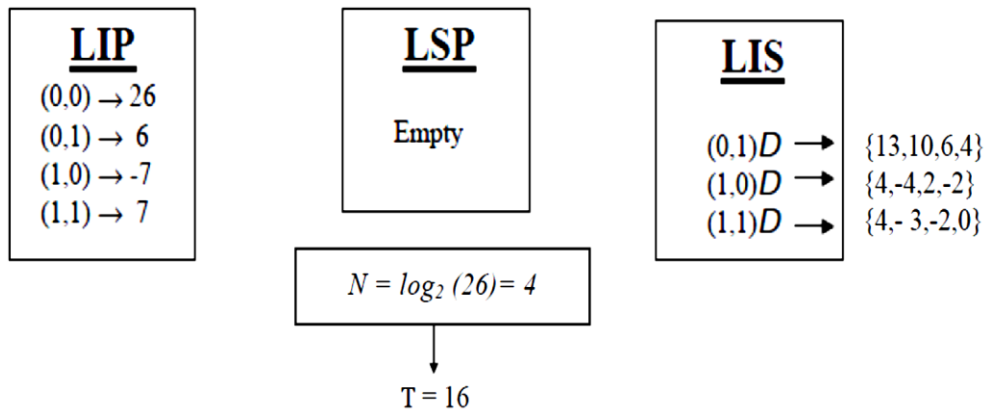 LIP
(0,0) → 26
(0,1) → 6
(1,0) → -7
(1,1) → 7
LSP
Empty
LIS
(0,1)D → {13,10,6,4}
(1,0)D → {4,-4,2,-2}
(1,1)D → {4,- 3,-2,0}
N = log₂ (26)= 4
T = 16